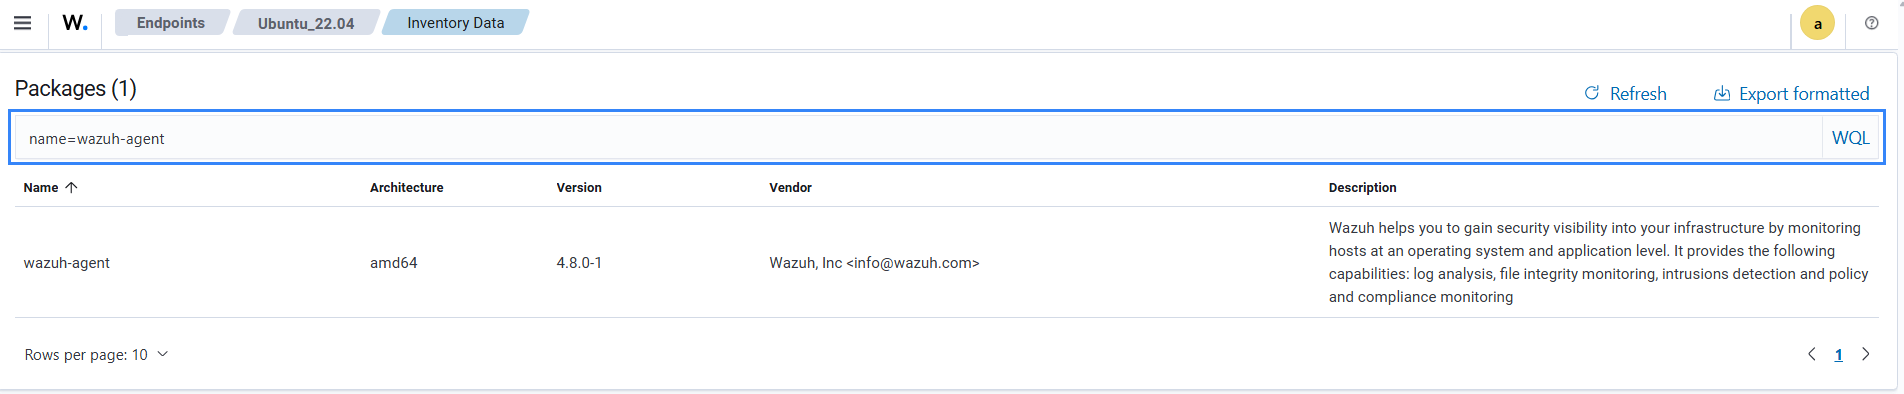 W. Endpoints Ubuntu_22.04 Inventory Data a ?
Packages (1) Refresh Export formatted
name=wazuh-agent WQL
Name Architecture Version Vendor Description
wazuh-agent amd64 4.8.0-1 Wazuh, Inc <info@wazuh.com> Wazuh helps you to gain security visibility into your infrastructure by monitoring
hosts at an operating system and application level. It provides the following
capabilities: log analysis, file integrity monitoring, intrusions detection and policy
and compliance monitoring
Rows per page: 10 1